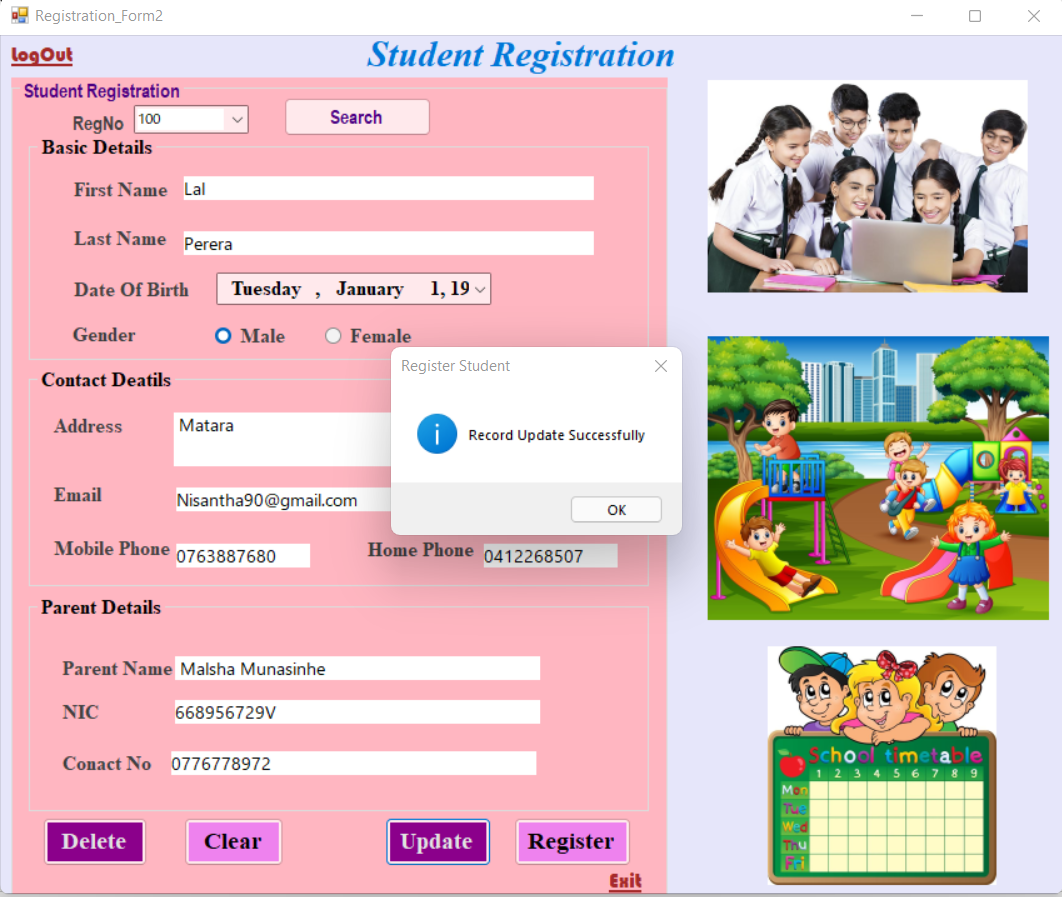 Registration_Form2
LogOut
Student Registration
Student Registration
RegNo 100 Search
Basic Details
First Name Lal
Last Name Perera
Date Of Birth Tuesday , January 1, 19
Gender Male Female
Register Student
Record Update Successfully
OK
Contact Deatils
Address Matara
Email Nisantha90@gmail.com
Mobile Phone 0763887680 Home Phone 0412268507
Parent Details
Parent Name Malsha Munasinhe
NIC 668956729V
Conact No 0776778972
Delete Clear Update Register
Exit
School timetable
1 2 3 4 5 6 7 8 9
Mon
Tue
Wed
Thu
Fri